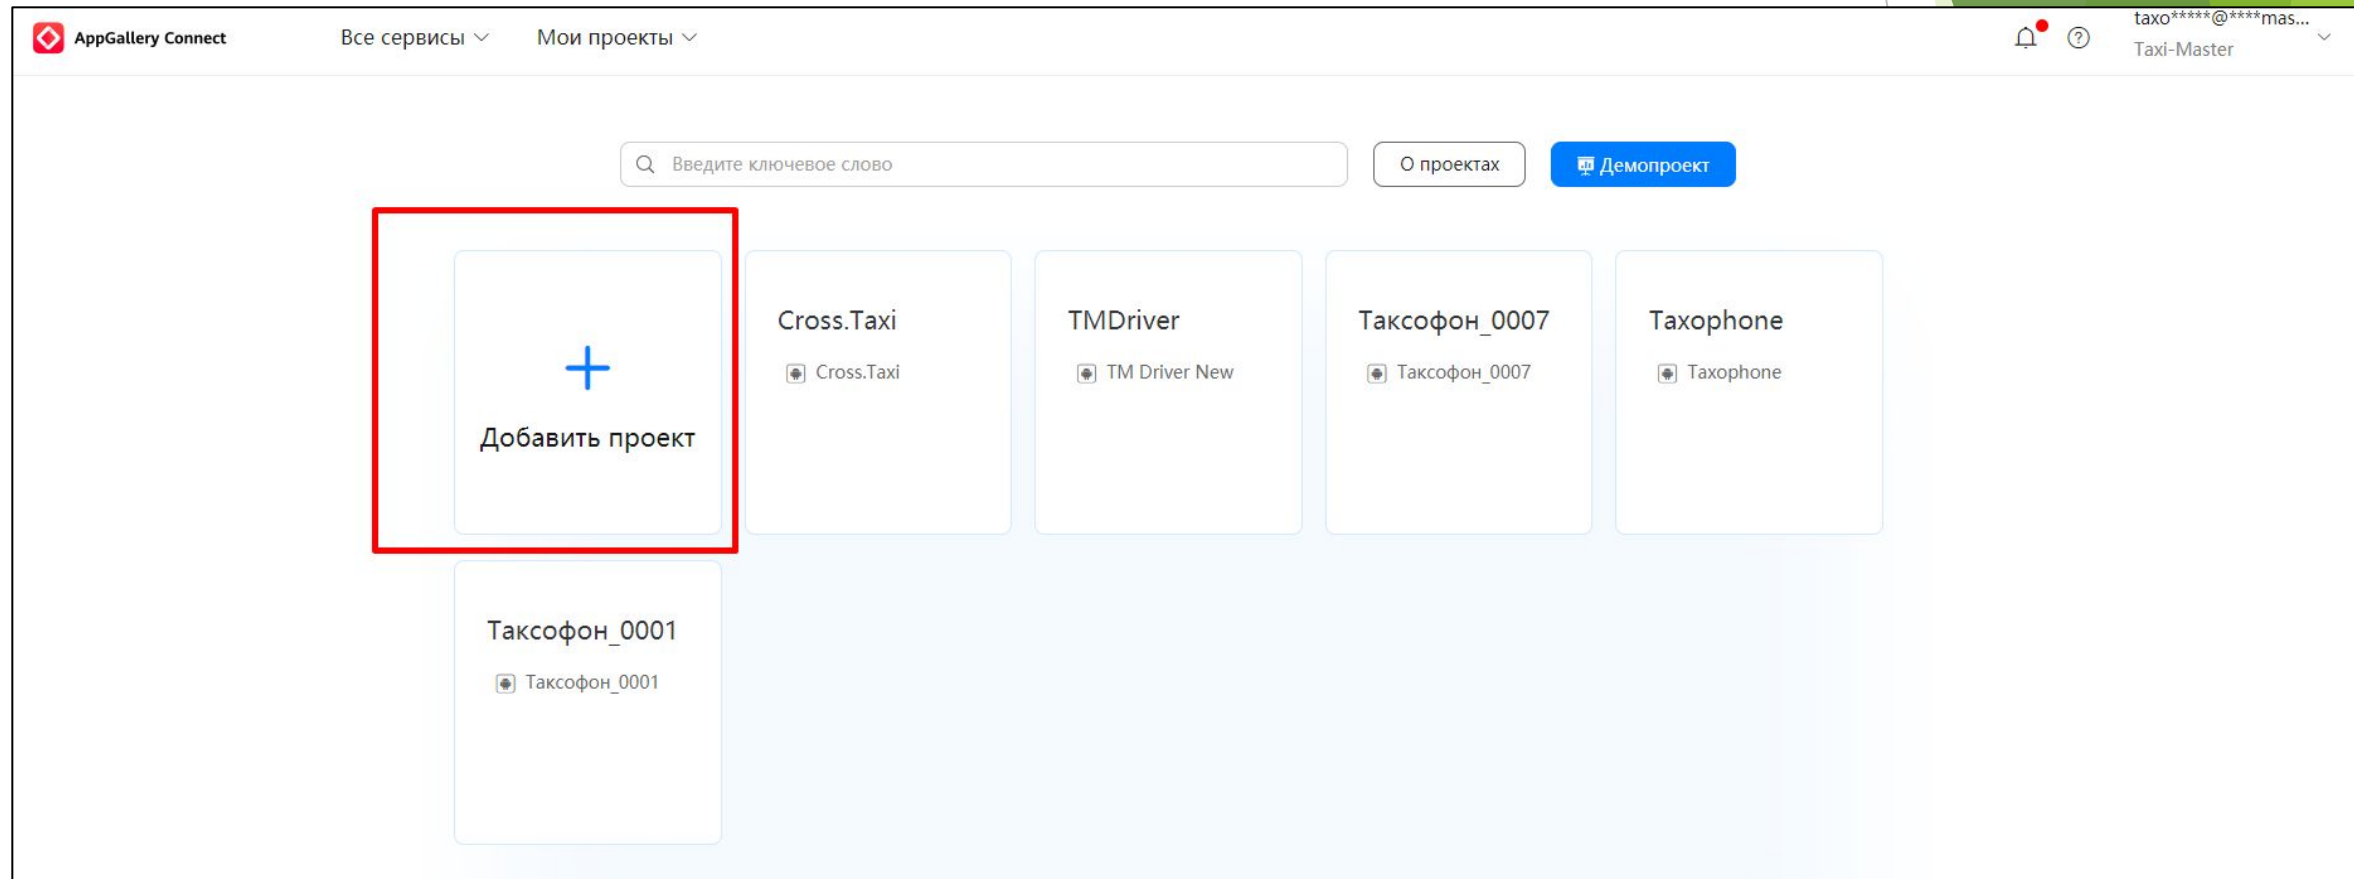 AppGallery Connect
Все сервисы
Мои проекты
taxo*****@****mas...
Taxi-Master
Введите ключевое слово
О проектах
Демопроект
Добавить проект
Cross.Taxi
Cross.Taxi
TMDriver
TM Driver New
Таксофон_0007
Таксофон_0007
Taxophone
Taxophone
Таксофон_0001
Таксофон_0001